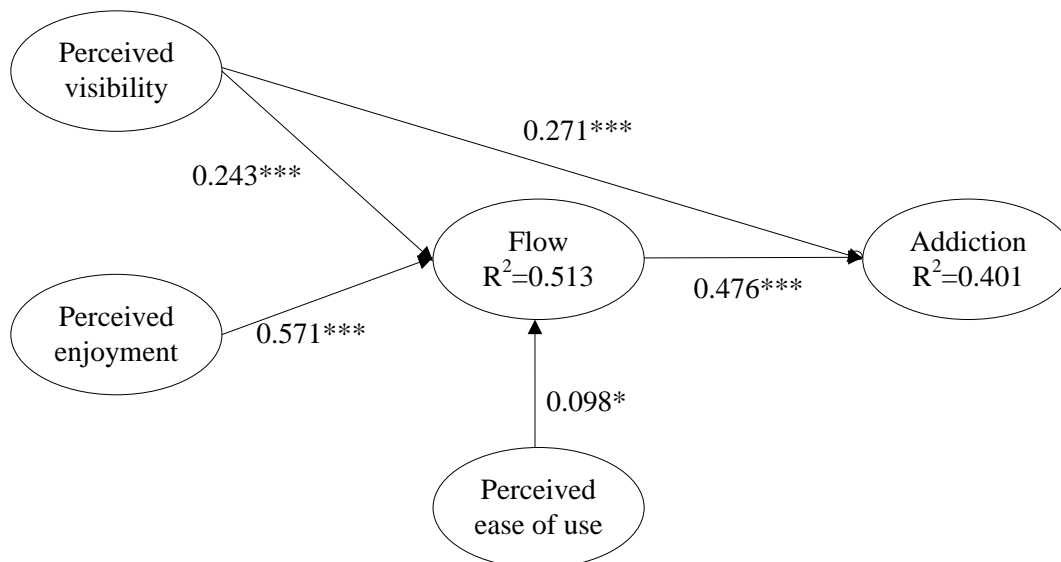 Perceived
visibility
0.271***
0.243***
Flow
R²=0.513
Addiction
R²=0.401
0.476***
Perceived
enjoyment
0.571***
0.098*
Perceived
ease of use